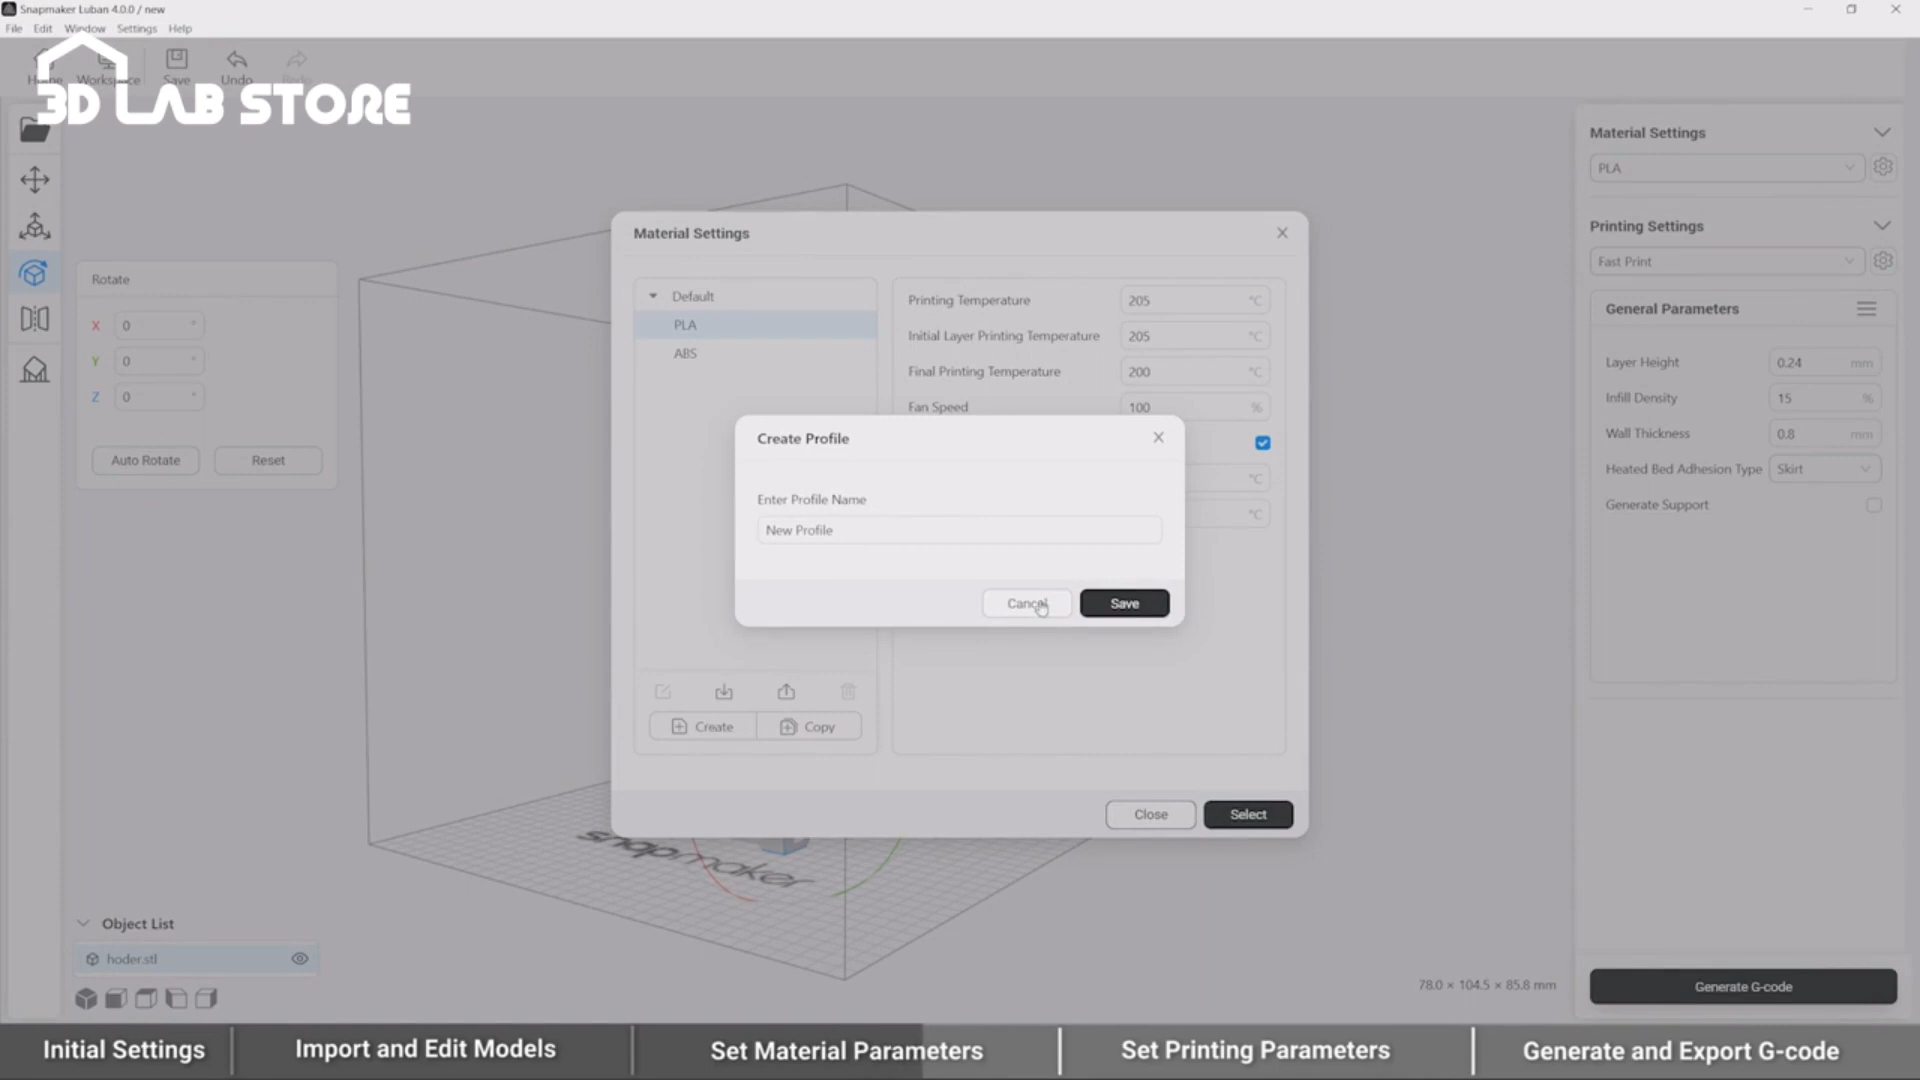 Snapmaker Luban 4.0.0 / new
File Edit Window Settings Help
Home Workspace Save Undo Redo
3D LAB STORE
Rotate
X 0 °
Y 0 °
Z 0 °
Auto Rotate Reset
Object List
hoder.stl
snapmaker
Material Settings
Default
PLA
ABS
Create Copy
Printing Temperature 205 °C
Initial Layer Printing Temperature 205 °C
Final Printing Temperature 200 °C
Fan Speed 100 %
°C
°C
Close Select
Create Profile
Enter Profile Name
New Profile
Cancel Save
78.0 × 104.5 × 85.8 mm
Material Settings
PLA
Printing Settings
Fast Print
General Parameters
Layer Height 0.24 mm
Infill Density 15 %
Wall Thickness 0.8 mm
Heated Bed Adhesion Type Skirt
Generate Support
Generate G-code
Initial Settings Import and Edit Models Set Material Parameters Set Printing Parameters Generate and Export G-code